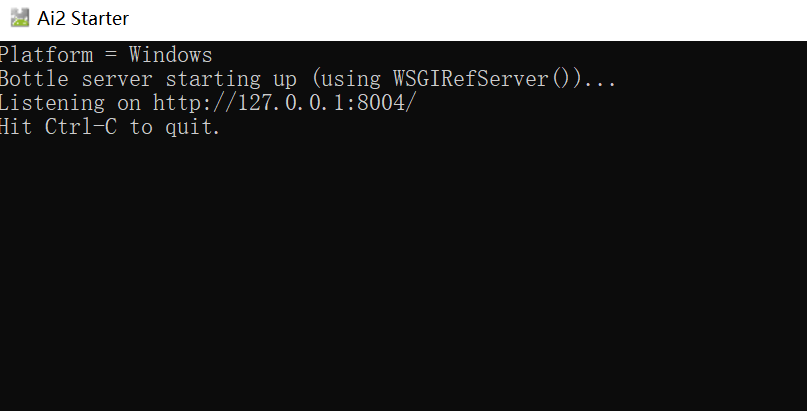 Ai2 Starter
Platform = Windows
Bottle server starting up (using WSGIRefServer())...
Listening on http://127.0.0.1:8004/
Hit Ctrl-C to quit.